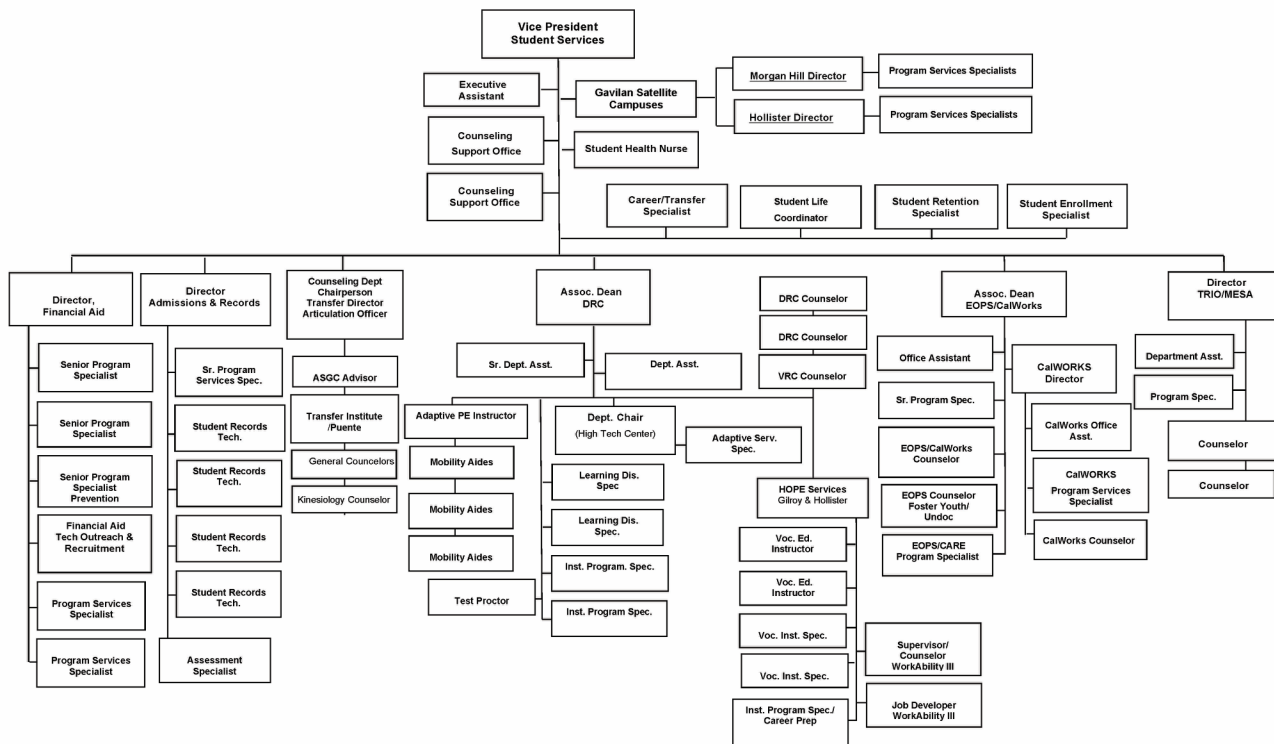 Vice President
Student Services
Executive
Assistant
Gavilan Satellite
Campuses
Morgan Hill Director
Program Services Specialists
Hollister Director
Program Services Specialists
Counseling
Support Office
Student Health Nurse
Counseling
Support Office
Career/Transfer
Specialist
Student Life
Coordinator
Student Retention
Specialist
Student Enrollment
Specialist
Director,
Financial Aid
Senior Program
Specialist
Senior Program
Specialist
Senior Program
Specialist
Prevention
Financial Aid
Tech Outreach &
Recruitment
Program Services
Specialist
Program Services
Specialist
Director
Admissions & Records
Sr. Program
Services Spec.
Student Records
Tech.
Student Records
Tech.
Student Records
Tech.
Student Records
Tech.
Assessment
Specialist
Counseling Dept
Chairperson
Transfer Director
Articulation Officer
ASGC Advisor
Transfer Institute
/Puente
General Councelors
Kinesiology Counselor
Assoc. Dean
DRC
Sr. Dept. Asst.
Dept. Asst.
Adaptive PE Instructor
Mobility Aides
Mobility Aides
Mobility Aides
Test Proctor
Dept. Chair
(High Tech Center)
Adaptive Serv.
Spec.
Learning Dis.
Spec
Learning Dis.
Spec.
Inst. Program. Spec.
Inst. Program Spec.
DRC Counselor
DRC Counselor
VRC Counselor
HOPE Services
Gilroy & Hollister
Voc. Ed.
Instructor
Voc. Ed.
Instructor
Voc. Inst. Spec.
Voc. Inst. Spec.
Inst. Program Spec./
Career Prep
Supervisor/
Counselor
WorkAbility III
Job Developer
WorkAbility III
Assoc. Dean
EOPS/CalWorks
Office Assistant
Sr. Program Spec.
EOPS/CalWorks
Counselor
EOPS Counselor
Foster Youth/
Undoc
EOPS/CARE
Program Specialist
CalWORKS
Director
CalWorks Office
Asst.
CalWORKS
Program Services
Specialist
CalWorks Counselor
Director
TRIO/MESA
Department Asst.
Program Spec.
Counselor
Counselor